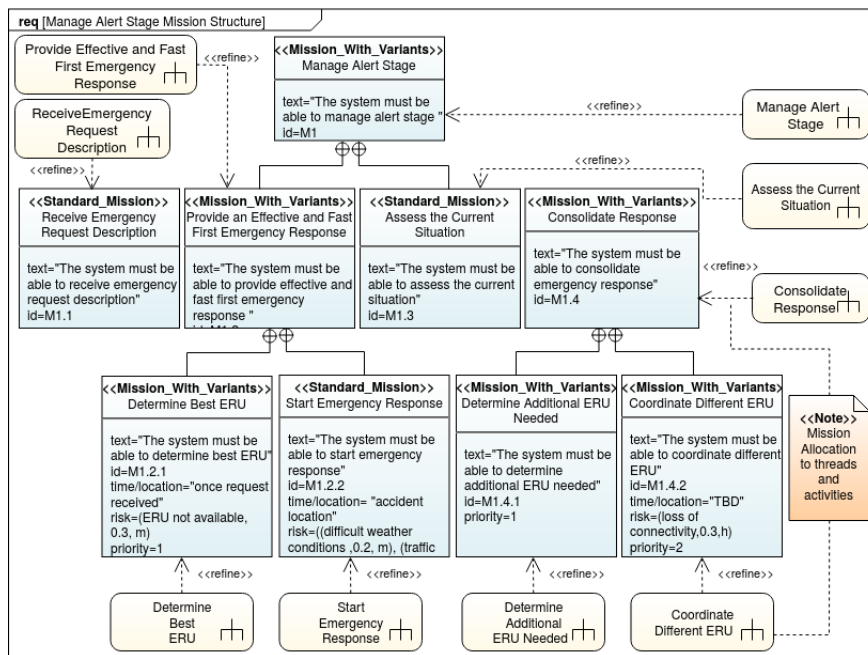 req [Manage Alert Stage Mission Structure]
Provide Effective and Fast
First Emergency
Response
<<refine>>
<<Mission_With_Variants>>
Manage Alert Stage
text="The system must be
able to manage alert stage "
id=M1
<<refine>>
Manage Alert
Stage
ReceiveEmergency
Request
Description
<<refine>>
<<refine>>
Assess the Current
Situation
<<Standard_Mission>>
Receive Emergency
Request Description
text="The system must be
able to receive emergency
request description"
id=M1.1
<<Mission_With_Variants>>
Provide an Effective and Fast
First Emergency Response
text="The system must be
able to provide effective and
fast first emergency
response "
<<Standard_Mission>>
Assess the Current
Situation
text="The system must be
able to assess the current
situation"
id=M1.3
<<Mission_With_Variants>>
Consolidate Response
text="The system must be
able to consolidate
emergency response"
id=M1.4
<<refine>>
Consolidate
Response
<<Mission_With_Variants>>
Determine Best ERU
text="The system must be
able to determine best ERU"
id=M1.2.1
time/location="once request
received"
risk=(ERU not available,
0.3, m)
priority=1
<<Standard_Mission>>
Start Emergency Response
text="The system must be
able to start emergency
response"
id=M1.2.2
time/location= "accident
location"
risk=((difficult weather
conditions ,0.2, m), (traffic
<<Mission_With_Variants>>
Determine Additional ERU
Needed
text="The system must be
able to determine
additional ERU needed"
id=M1.4.1
priority=1
<<Mission_With_Variants>>
Coordinate Different ERU
text="The system must be
able to coordinate different
ERU"
id=M1.4.2
time/location="TBD"
risk=(loss of
connectivity,0.3,h)
priority=2
<<Note>>
Mission
Allocation
to threads
and
activities
<<refine>>
<<refine>>
<<refine>>
<<refine>>
Determine
Best
ERU
Start
Emergency
Response
Determine
Additional
ERU Needed
Coordinate
Different ERU